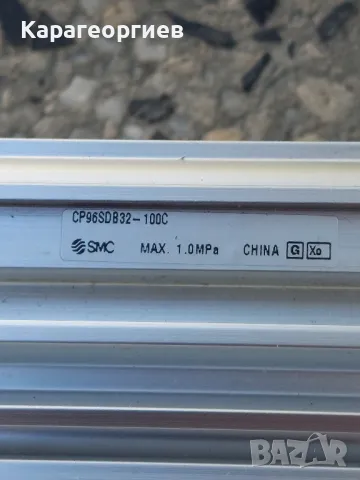 Карагеоргиев
CP96SDB32-100C
SMC MAX. 1.0MPa CHINA G Xo
BAZAR